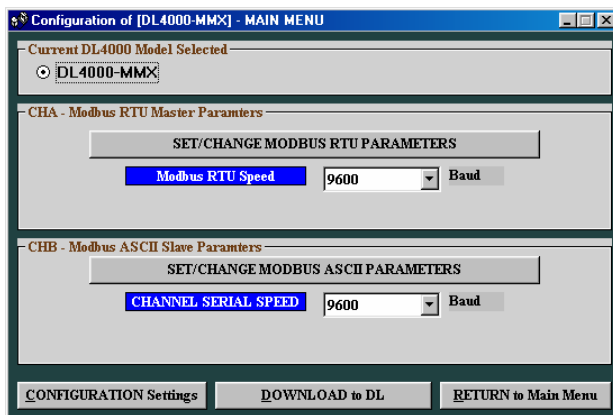 Configuration of [DL4000-MMX] - MAIN MENU
Current DL4000 Model Selected
DL4000-MMX
CHA - Modbus RTU Master Paramters
SET/CHANGE MODBUS RTU PARAMETERS
Modbus RTU Speed 9600 Baud
CHB - Modbus ASCII Slave Paramters
SET/CHANGE MODBUS ASCII PARAMETERS
CHANNEL SERIAL SPEED 9600 Baud
CONFIGURATION Settings DOWNLOAD to DL RETURN to Main Menu